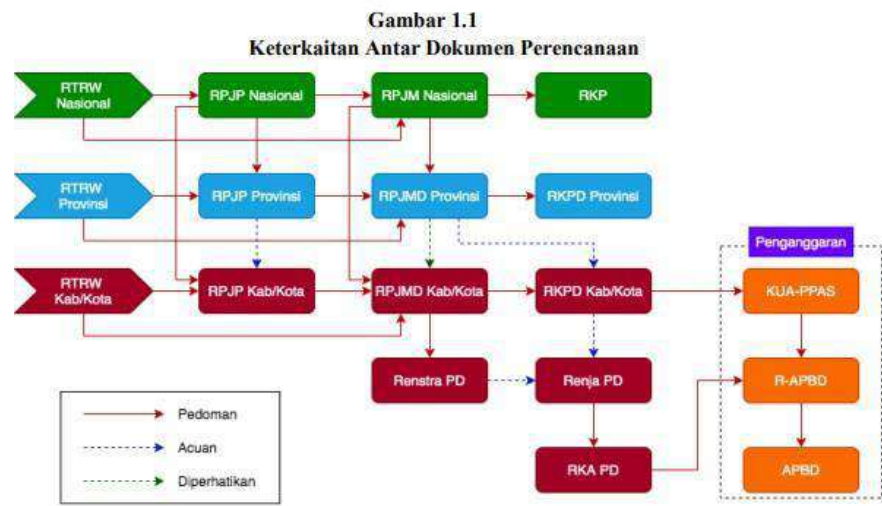 Gambar 1.1
Keterkaitan Antar Dokumen Perencanaan
RTRW
Nasional
RPJP Nasional
RPJM Nasional
RKP
RTRW
Provinsi
RPJP Provinsi
RPJMD Provinsi
RKPD Provinsi
Penganggaran
RTRW
Kab/Kota
RPJP Kab/Kota
RPJMD Kab/Kota
RKPD Kab/Kota
KUA-PPAS
Renstra PD
Renja PD
R-APBD
Pedoman
Acuan
Diperhatikan
RKA PD
APBD